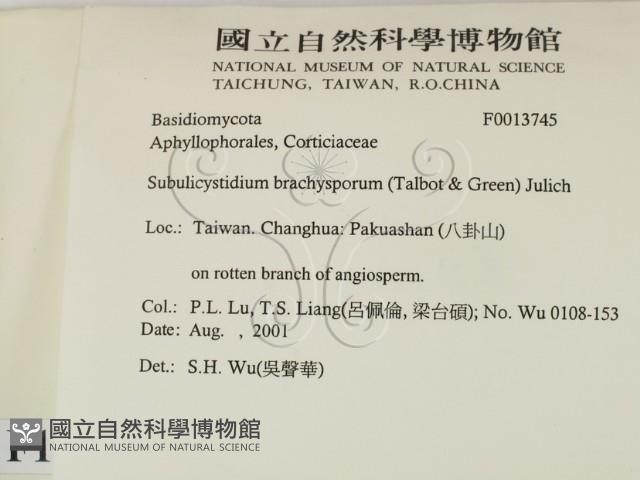 國立自然科學博物館
NATIONAL MUSEUM OF NATURAL SCIENCE
TAICHUNG, TAIWAN, R.O.CHINA
Basidiomycota F0013745
Aphyllophorales, Corticiaceae
Subulicystidium brachysporum (Talbot & Green) Julich
Loc.: Taiwan. Changhua: Pakuashan (八卦山)
on rotten branch of angiosperm.
Col.: P.L. Lu, T.S. Liang(呂佩倫, 梁台碩); No. Wu 0108-153
Date: Aug. , 2001
Det.: S.H. Wu(吳聲華)
國立自然科學博物館
NATIONAL MUSEUM OF NATURAL SCIENCE